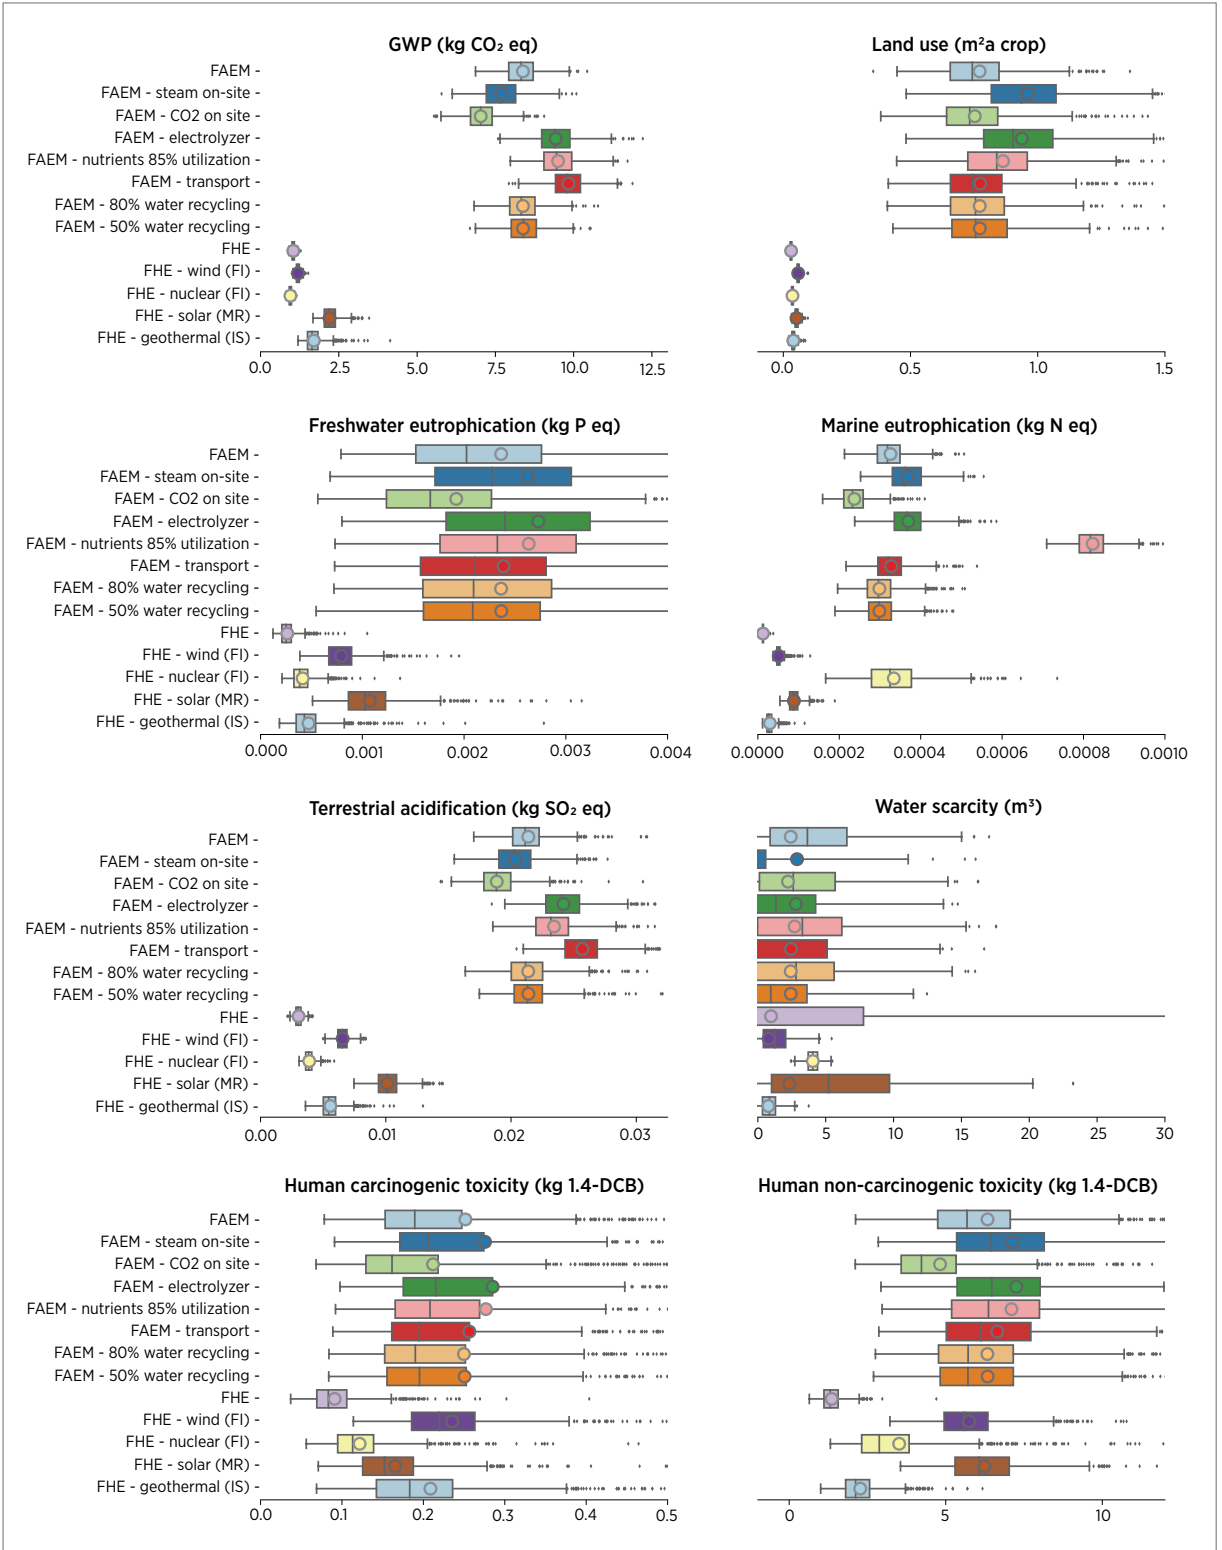 GWP (kg CO₂ eq)
FAEM -
FAEM - steam on-site -
FAEM - CO2 on site -
FAEM - electrolyzer -
FAEM - nutrients 85% utilization -
FAEM - transport -
FAEM - 80% water recycling -
FAEM - 50% water recycling -
FHE -
FHE - wind (FI) -
FHE - nuclear (FI) -
FHE - solar (MR) -
FHE - geothermal (IS) -
0.0 2.5 5.0 7.5 10.0 12.5
Land use (m²a crop)
0.0 0.5 1.0 1.5
Freshwater eutrophication (kg P eq)
FAEM -
FAEM - steam on-site -
FAEM - CO2 on site -
FAEM - electrolyzer -
FAEM - nutrients 85% utilization -
FAEM - transport -
FAEM - 80% water recycling -
FAEM - 50% water recycling -
FHE -
FHE - wind (FI) -
FHE - nuclear (FI) -
FHE - solar (MR) -
FHE - geothermal (IS) -
0.000 0.001 0.002 0.003 0.004
Marine eutrophication (kg N eq)
0.0000 0.0002 0.0004 0.0006 0.0008 0.0010
Terrestrial acidification (kg SO₂ eq)
FAEM -
FAEM - steam on-site -
FAEM - CO2 on site -
FAEM - electrolyzer -
FAEM - nutrients 85% utilization -
FAEM - transport -
FAEM - 80% water recycling -
FAEM - 50% water recycling -
FHE -
FHE - wind (FI) -
FHE - nuclear (FI) -
FHE - solar (MR) -
FHE - geothermal (IS) -
0.00 0.01 0.02 0.03
Water scarcity (m³)
0 5 10 15 20 25 30
Human carcinogenic toxicity (kg 1.4-DCB)
FAEM -
FAEM - steam on-site -
FAEM - CO2 on site -
FAEM - electrolyzer -
FAEM - nutrients 85% utilization -
FAEM - transport -
FAEM - 80% water recycling -
FAEM - 50% water recycling -
FHE -
FHE - wind (FI) -
FHE - nuclear (FI) -
FHE - solar (MR) -
FHE - geothermal (IS) -
0.0 0.1 0.2 0.3 0.4 0.5
Human non-carcinogenic toxicity (kg 1.4-DCB)
0 5 10